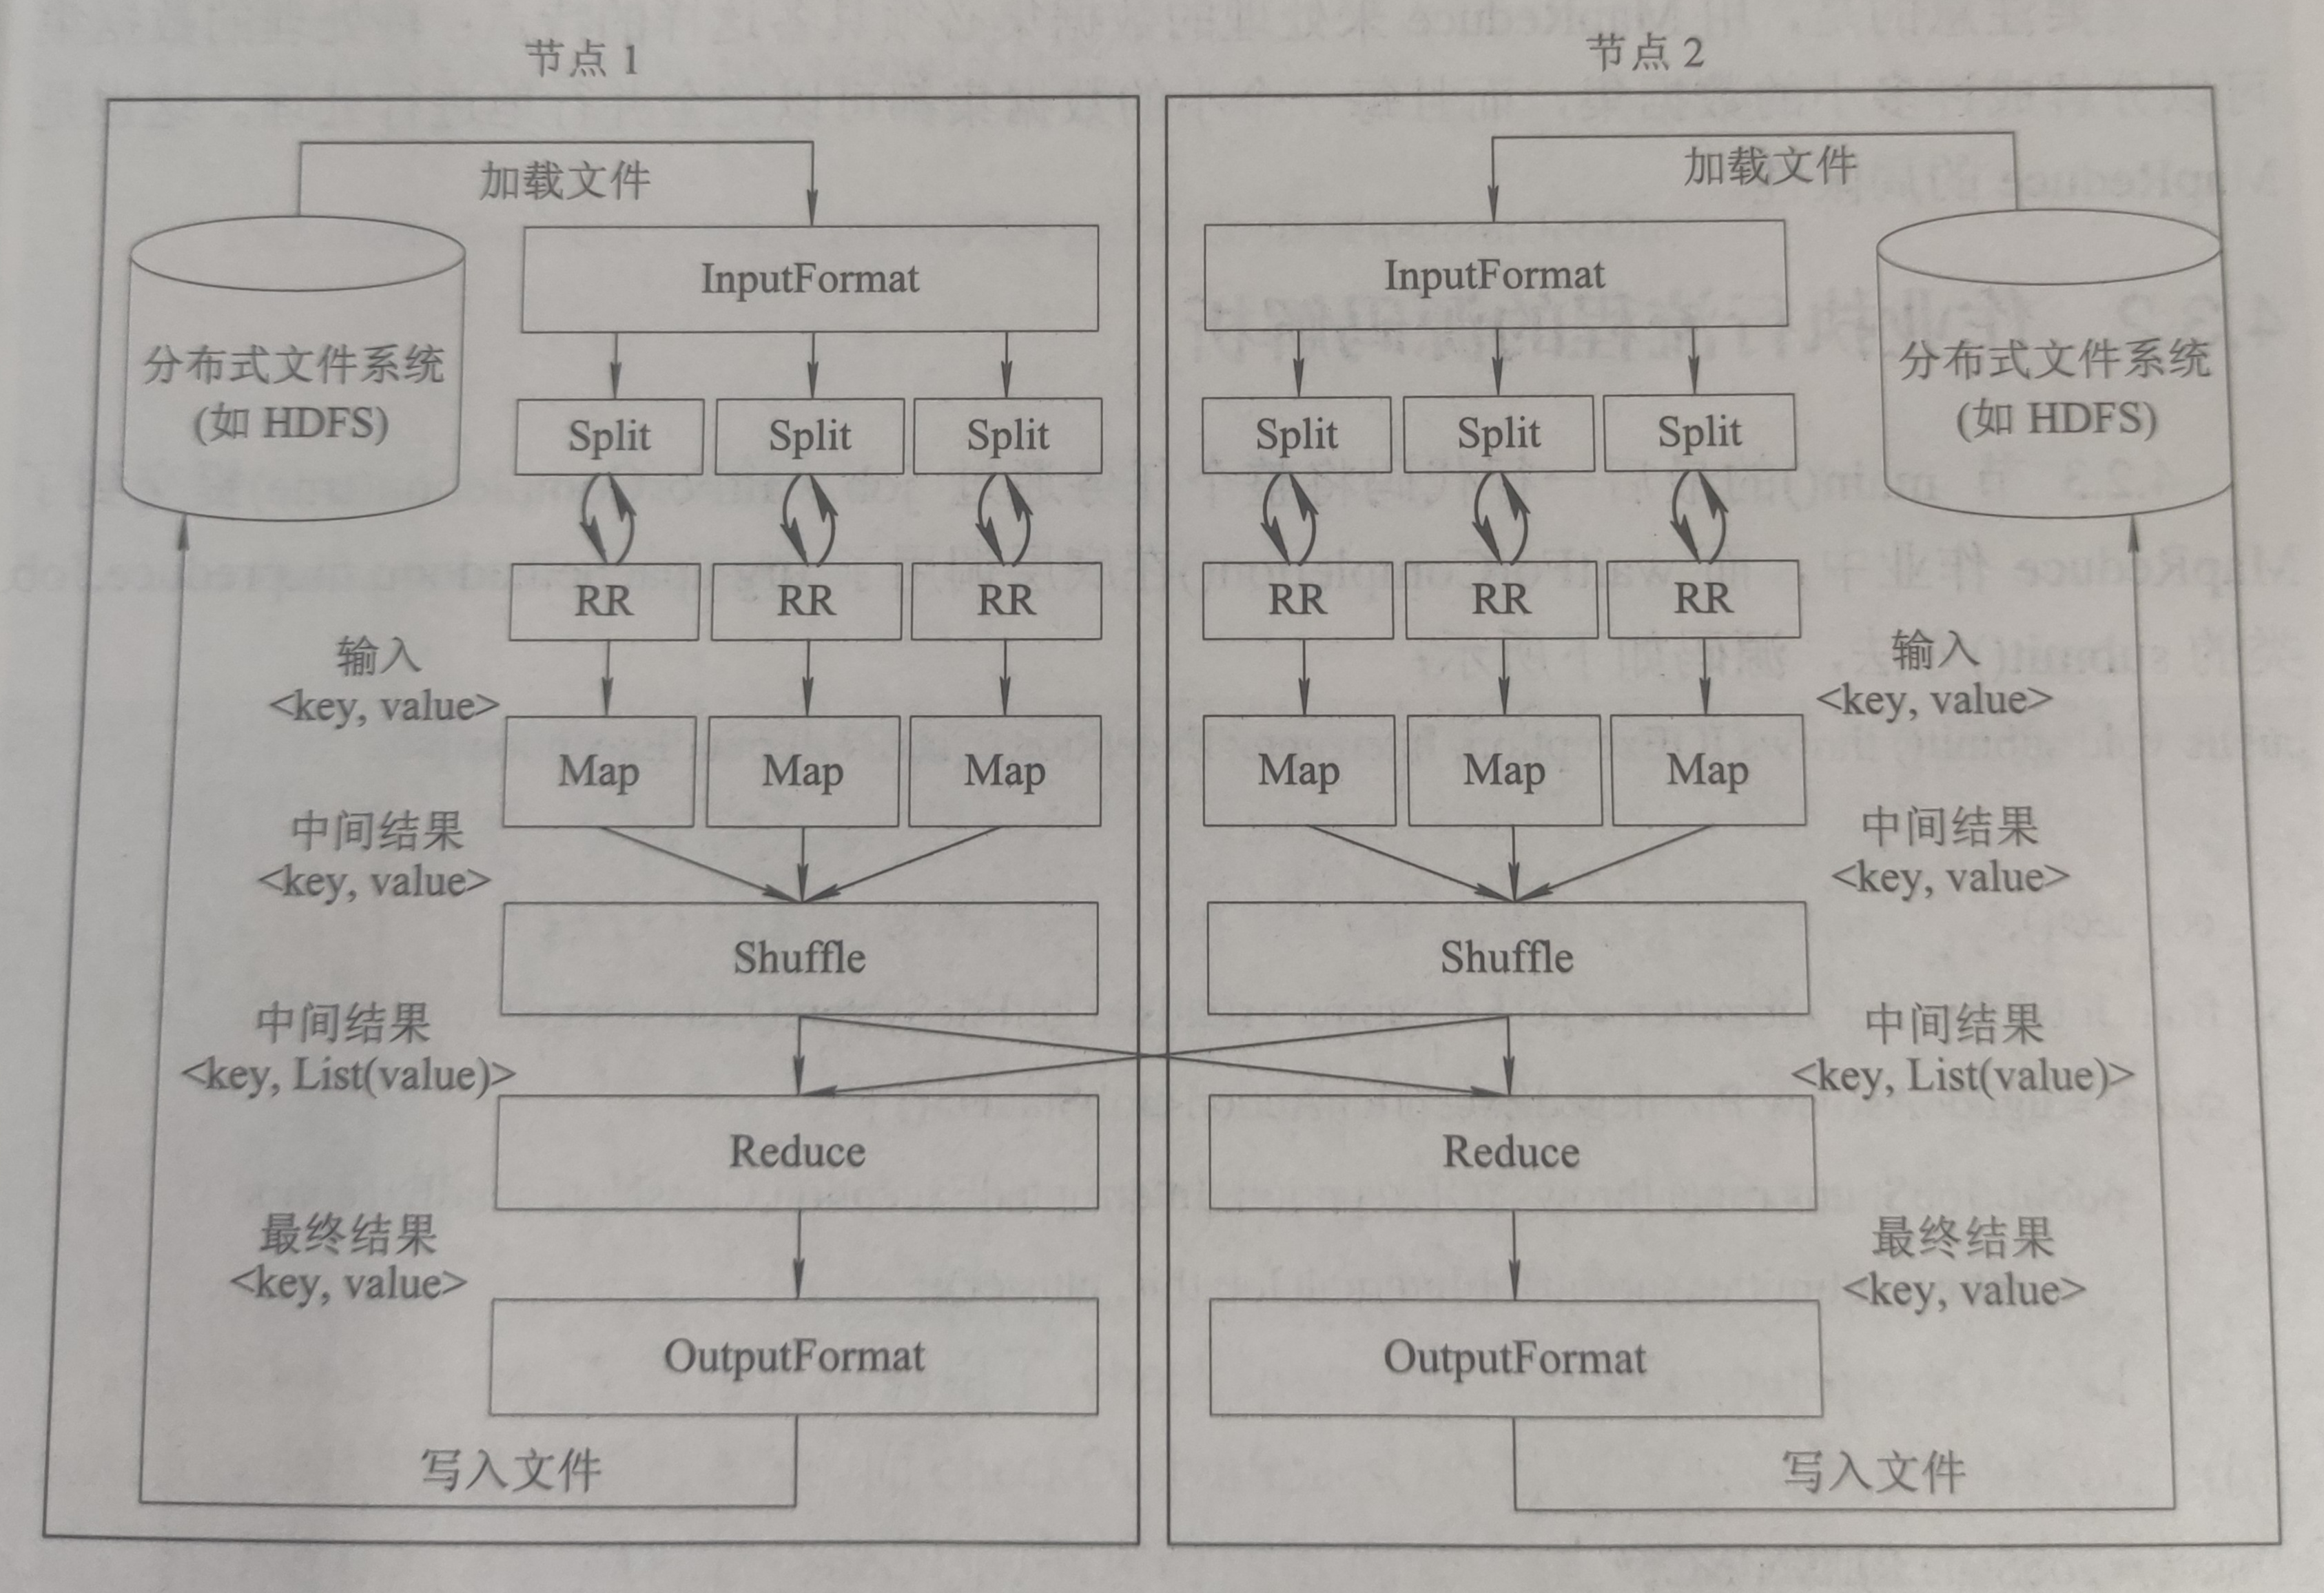 节点 1
加载文件
InputFormat
分布式文件系统
(如 HDFS)
Split Split Split
RR RR RR
输入
<key, value>
Map Map Map
中间结果
<key, value>
Shuffle
中间结果
<key, List(value)>
Reduce
最终结果
<key, value>
OutputFormat
写入文件
节点 2
加载文件
InputFormat
分布式文件系统
(如 HDFS)
Split Split Split
RR RR RR
输入
<key, value>
Map Map Map
中间结果
<key, value>
Shuffle
中间结果
<key, List(value)>
Reduce
最终结果
<key, value>
OutputFormat
写入文件